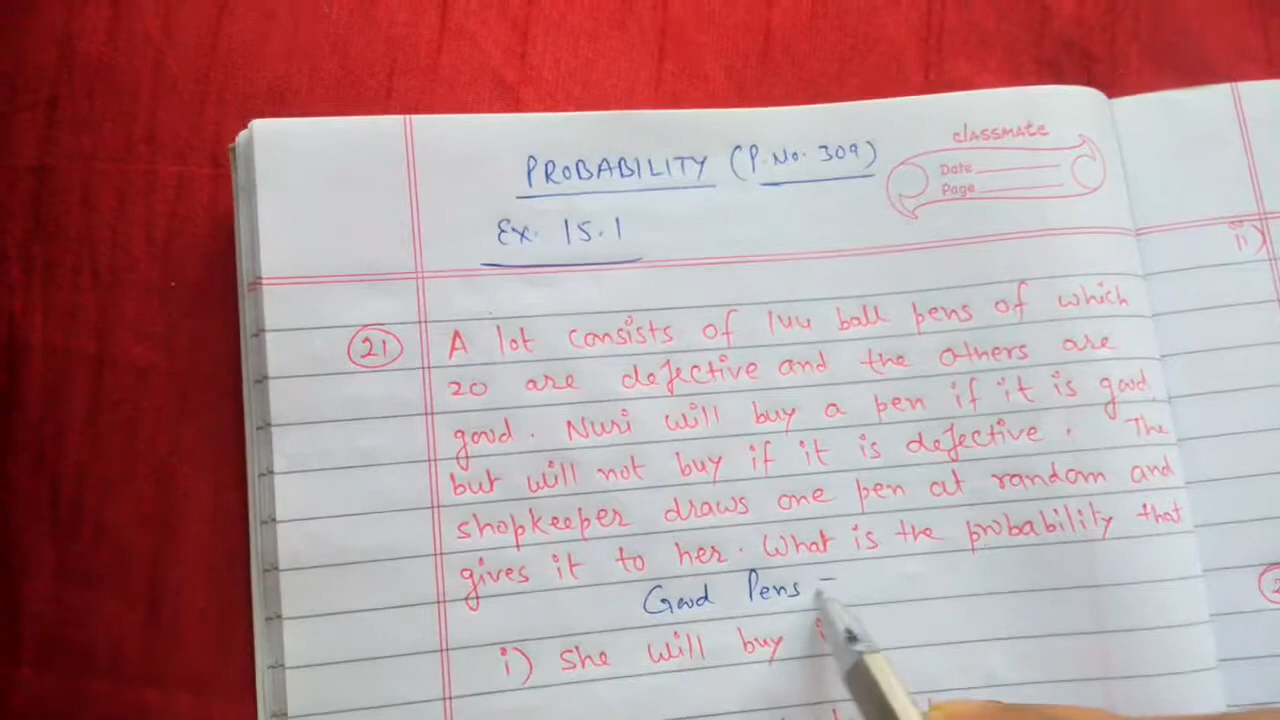 PROBABILITY (P.No. 309)
classmate
Date
Page
Ex. 15.1
ii)
21 A lot consists of 144 ball pens of which
20 are defective and the others are
good. Nuri will buy a pen if it is good,
but will not buy if it is defective. The
shopkeeper draws one pen at random and
gives it to her. What is the probability that
Good Pens =
i) She will buy